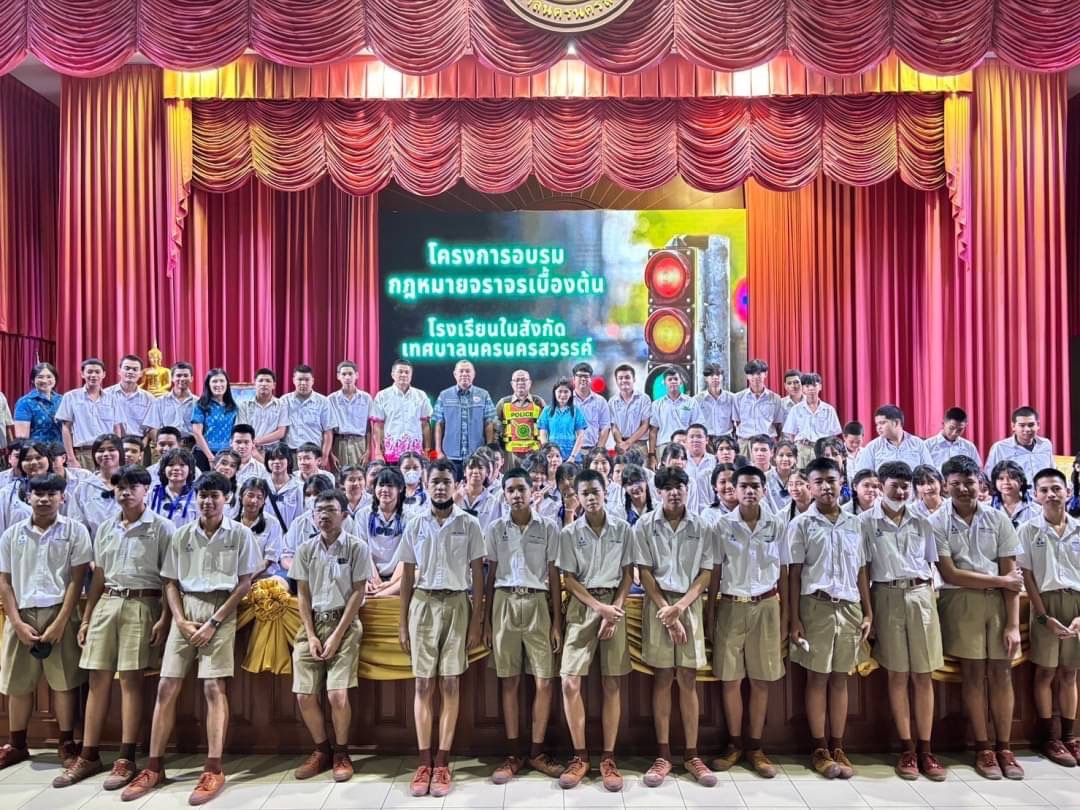 โครงการอบรม
กฎหมายจราจรเบื้องต้น
โรงเรียนในสังกัด
เทศบาลนครนครสวรรค์
POLICE